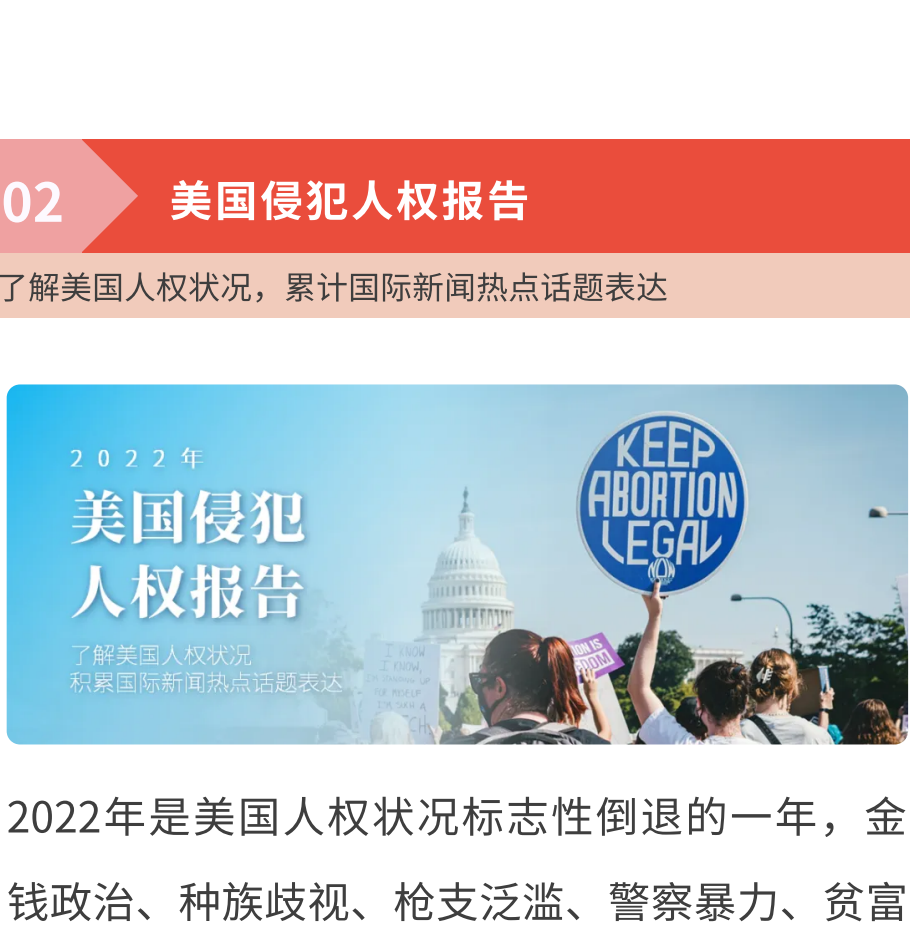 02
美国侵犯人权报告
了解美国人权状况，累计国际新闻热点话题表达
2022年
美国侵犯
人权报告
了解美国人权状况
积累国际新闻热点话题表达
KEEP
ABORTION
LEGAL
NOW
I KNOW
I KNOW,
FOR MYSELF
2022年是美国人权状况标志性倒退的一年，金
钱政治、种族歧视、枪支泛滥、警察暴力、贫富